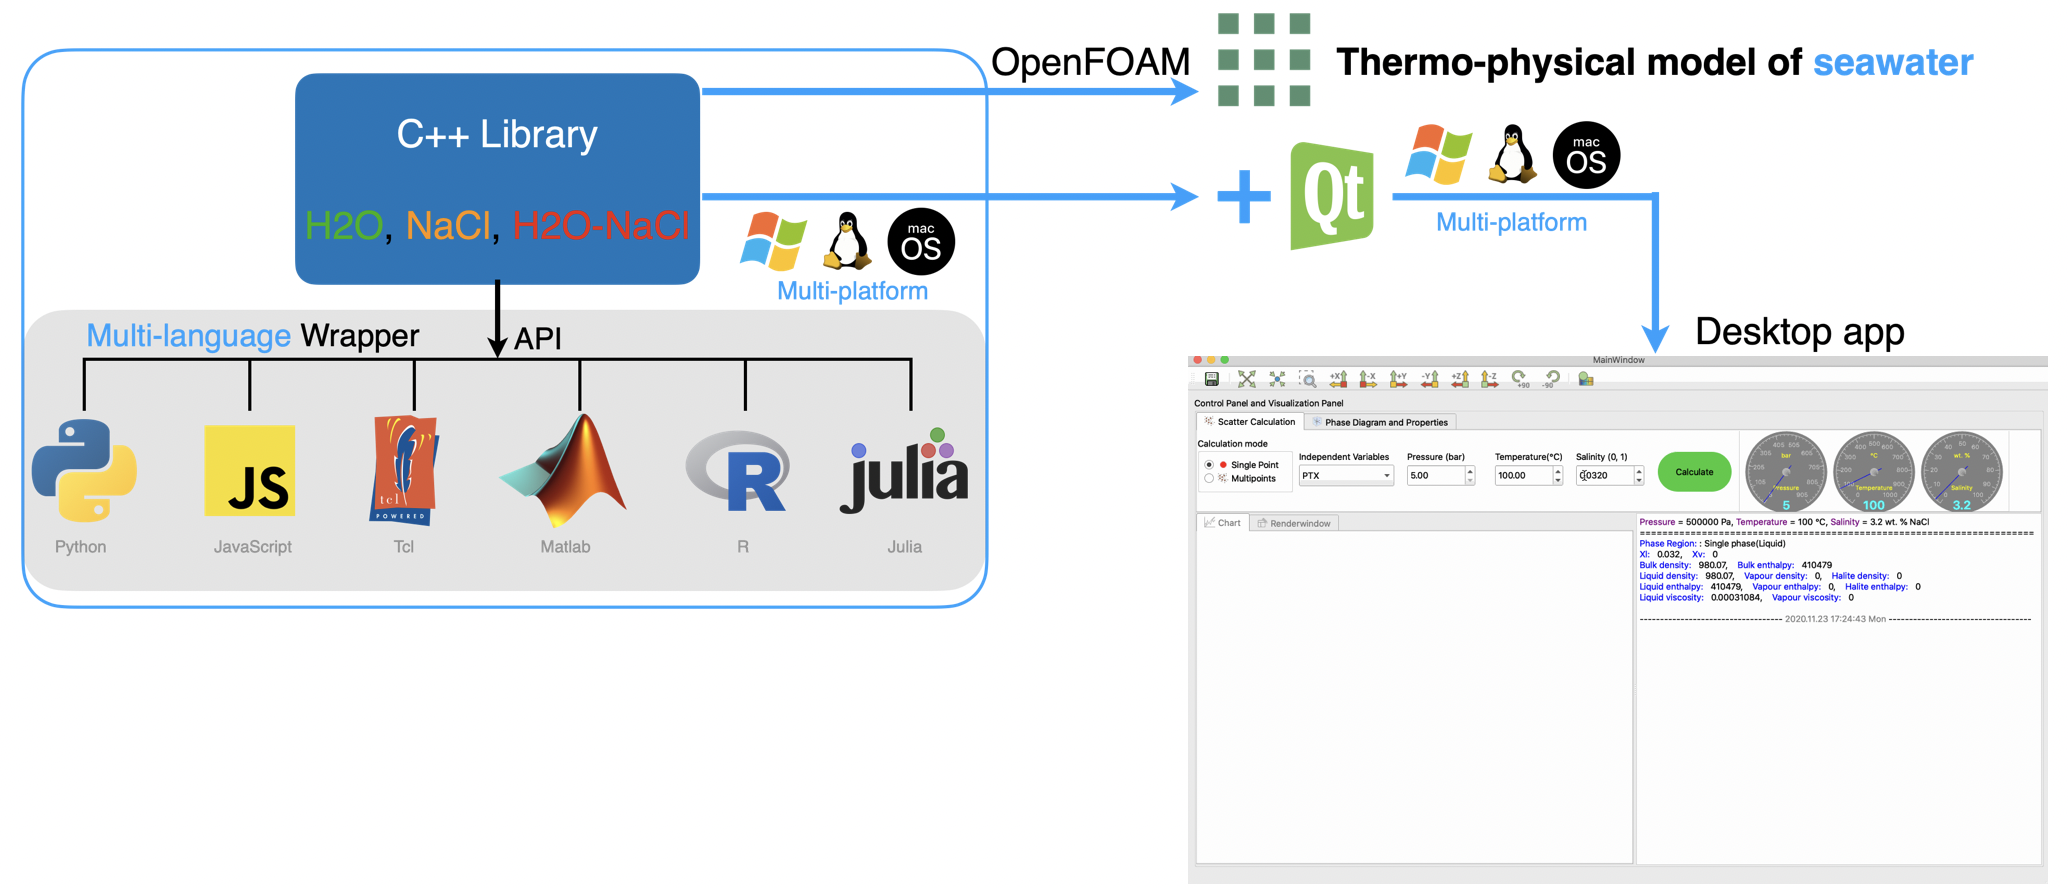 OpenFOAM
Thermo-physical model of seawater
C++ Library
H2O, NaCl, H2O-NaCl
mac
OS
Multi-platform
Qt
mac
OS
Multi-platform
Multi-language Wrapper
API
JS
tcl
POWERED
R
julia
Python
JavaScript
Tcl
Matlab
R
Julia
Desktop app
MainWindow
+X
-X
+Y
-Y
+Z
-Z
+90
-90
Control Panel and Visualization Panel
Scatter Calculation
Phase Diagram and Properties
Calculation mode
Single Point
Multipoints
Independent Variables
PTX
Pressure (bar)
5.00
Temperature(°C)
100.00
Salinity (0, 1)
0.0320
Calculate
bar
Pressure
5
°C
Temperature
100
wt. %
Salinity
3.2
Chart
Renderwindow
Pressure = 500000 Pa, Temperature = 100 °C, Salinity = 3.2 wt. % NaCl
Phase Region: : Single phase(Liquid)
Xl: 0.032, Xv: 0
Bulk density: 980.07, Bulk enthalpy: 410479
Liquid density: 980.07, Vapour density: 0, Halite density: 0
Liquid enthalpy: 410479, Vapour enthalpy: 0, Halite enthalpy: 0
Liquid viscosity: 0.00031084, Vapour viscosity: 0
2020.11.23 17:24:43 Mon